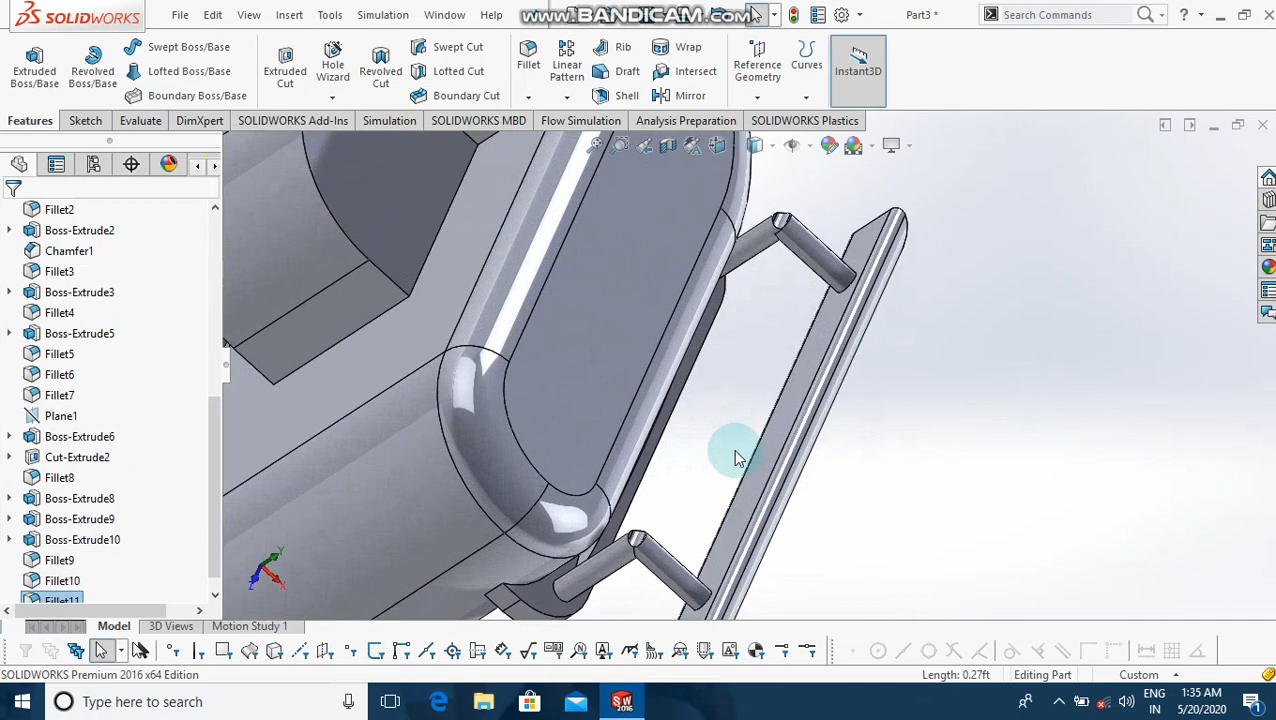 SOLIDWORKS
File
Edit
View
Insert
Tools
Simulation
Window
Help
www.BANDICAM.com
Part3 *
Search Commands
?
Extruded
Boss/Base
Revolved
Boss/Base
Swept Boss/Base
Lofted Boss/Base
Boundary Boss/Base
Extruded
Cut
Hole
Wizard
Revolved
Cut
Swept Cut
Lofted Cut
Boundary Cut
Fillet
Linear
Pattern
Rib
Draft
Shell
Wrap
Intersect
Mirror
Reference
Geometry
Curves
Instant3D
Features
Sketch
Evaluate
DimXpert
SOLIDWORKS Add-Ins
Simulation
SOLIDWORKS MBD
Flow Simulation
Analysis Preparation
SOLIDWORKS Plastics
Fillet2
Boss-Extrude2
Chamfer1
Fillet3
Boss-Extrude3
Fillet4
Boss-Extrude5
Fillet5
Fillet6
Fillet7
Plane1
Boss-Extrude6
Cut-Extrude2
Fillet8
Boss-Extrude8
Boss-Extrude9
Boss-Extrude10
Fillet9
Fillet10
Fillet11
Y
X
Z
Model
3D Views
Motion Study 1
SOLIDWORKS Premium 2016 x64 Edition
Length: 0.27ft
Editing Part
Custom
Type here to search
SW
2016
ENG
IN
1:35 AM
5/20/2020
1